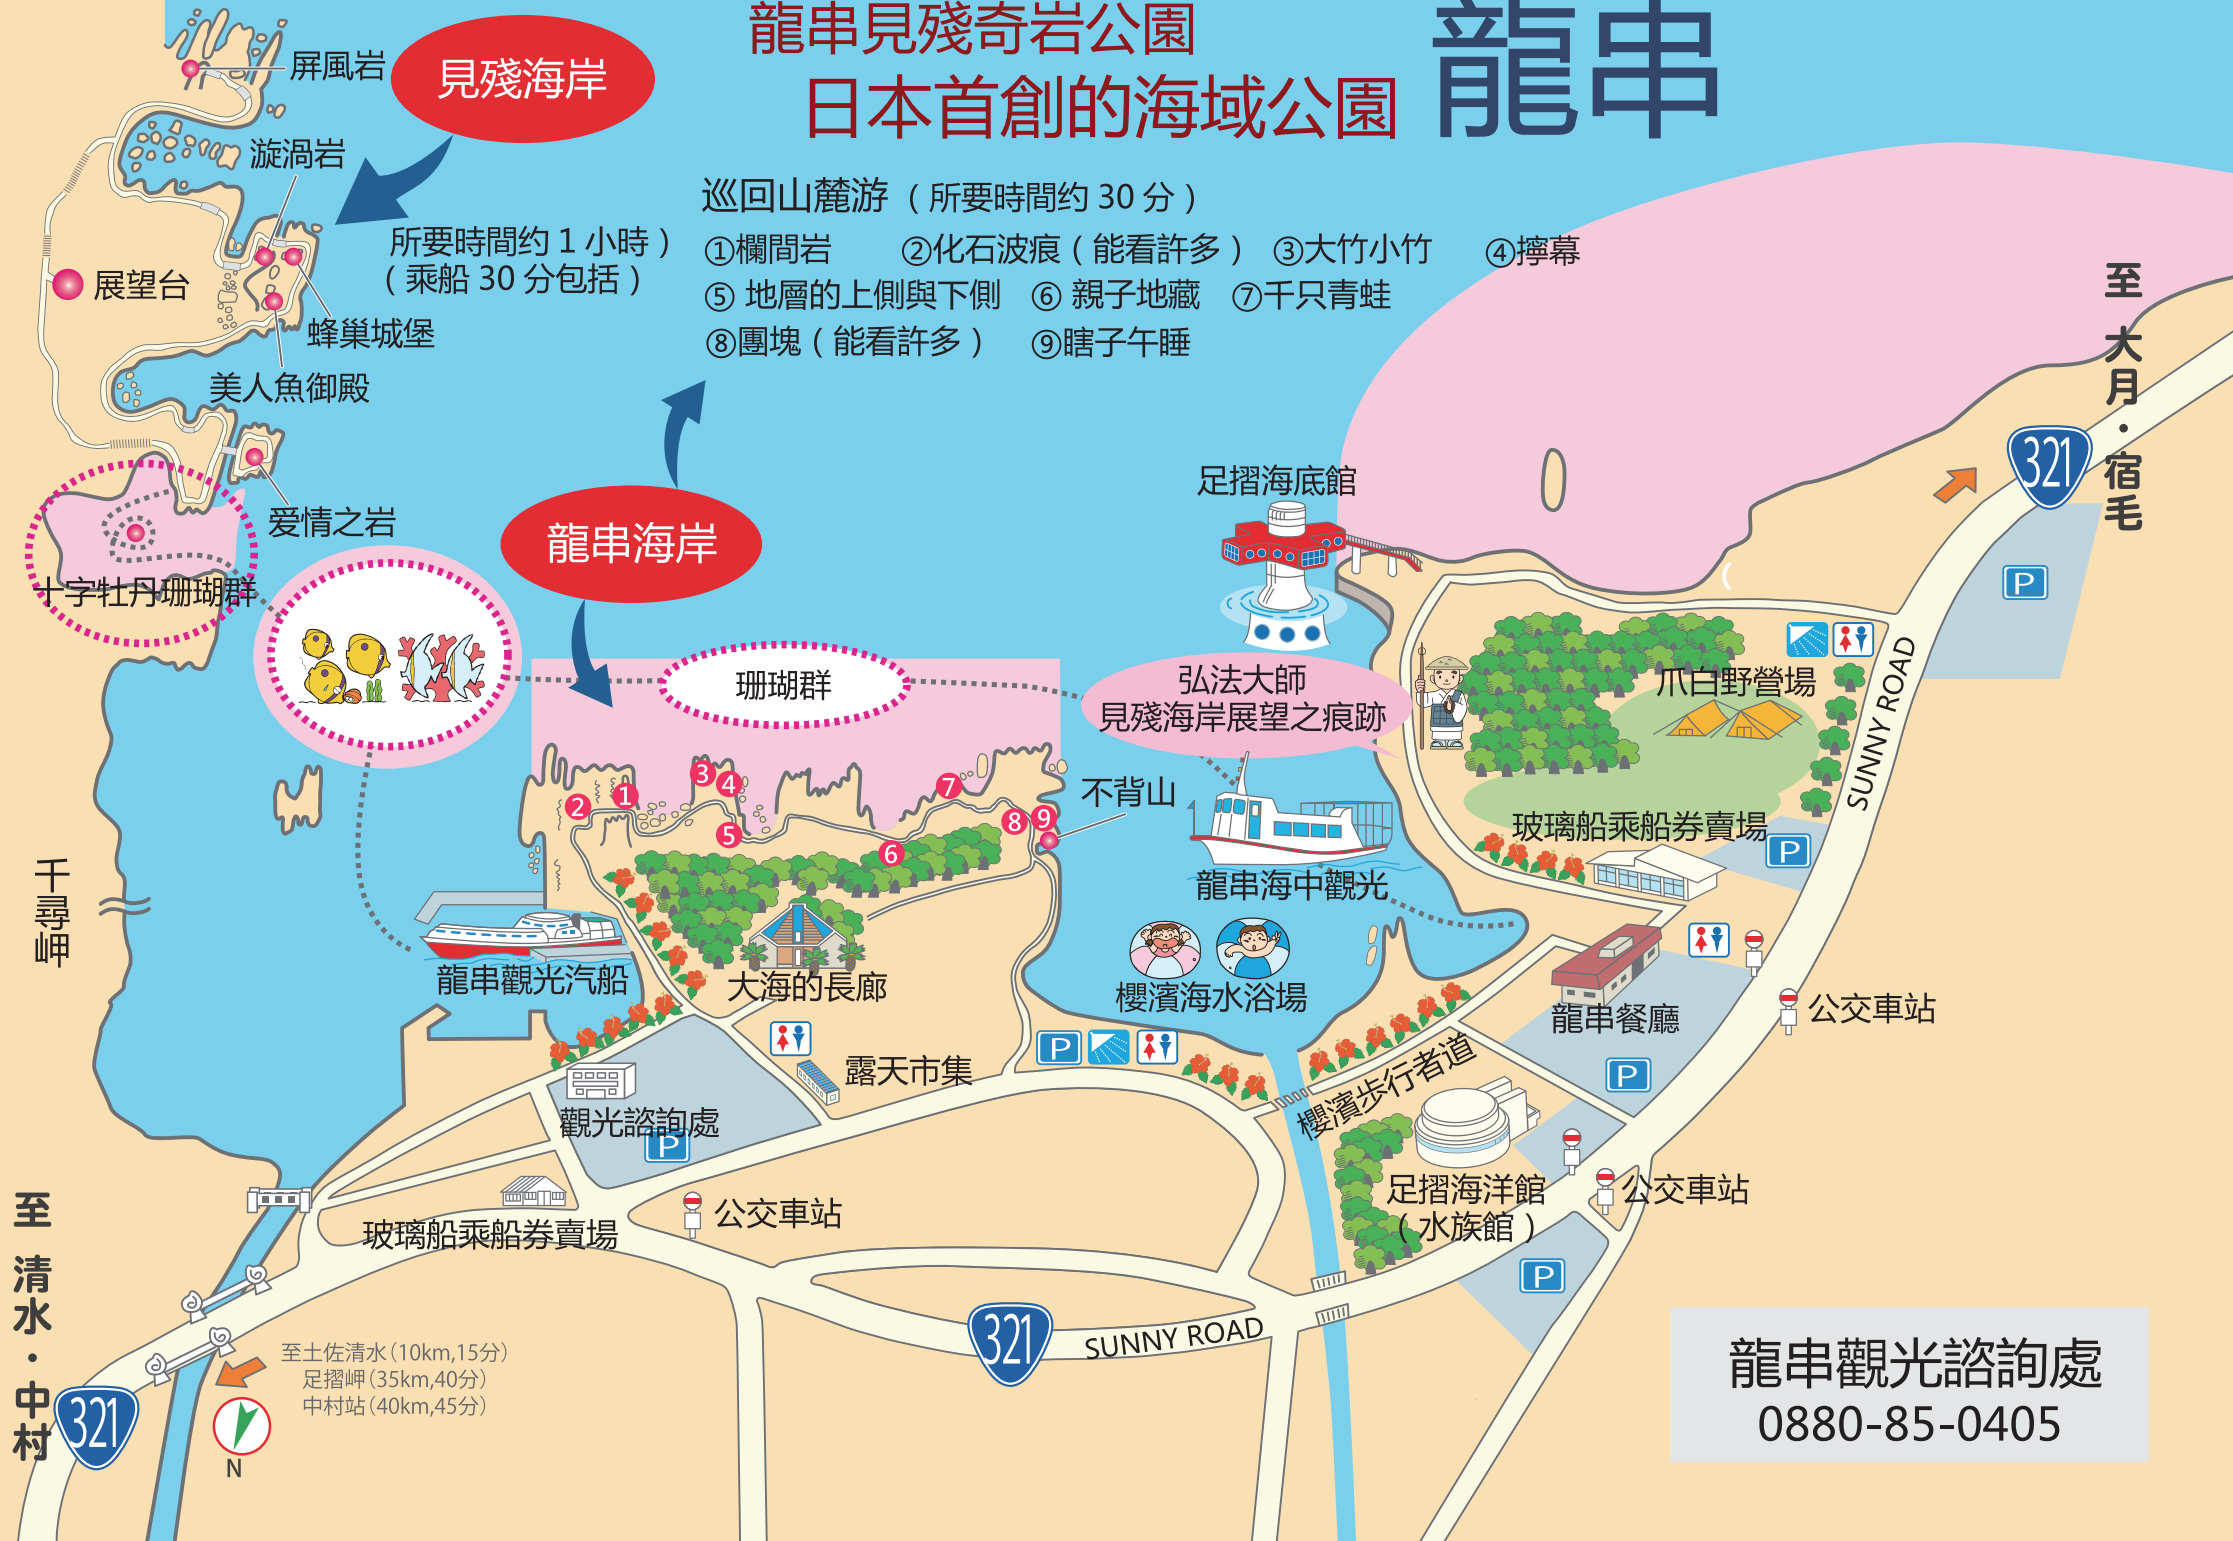 龍串見殘奇岩公園
日本首創的海域公園
龍串
見殘海岸
屏風岩
漩渦岩
所要時間约 1 小時 )
( 乘船 30 分包括 )
展望台
蜂巢城堡
美人魚御殿
爱情之岩
十字牡丹珊瑚群
巡回山麓游 ( 所要時間约 30 分 )
①欄間岩 ②化石波痕 ( 能看許多 ) ③大竹小竹 ④擰幕
⑤ 地層的上側與下側 ⑥ 親子地藏 ⑦千只青蛙
⑧團塊 ( 能看許多 ) ⑨瞎子午睡
龍串海岸
珊瑚群
足摺海底館
弘法大師
見殘海岸展望之痕跡
不背山
至 大月・宿毛
321
P
爪白野營場
SUNNY ROAD
玻璃船乘船券賣場
P
3
4
7
2
1
5
8
9
6
千尋岬
龍串觀光汽船
大海的長廊
龍串海中觀光
櫻濱海水浴場
龍串餐廳
公交車站
P
露天市集
P
櫻濱步行者道
觀光諮詢處
P
足摺海洋館
( 水族館 )
公交車站
玻璃船乘船券賣場
公交車站
P
至 清水・中村
321
至土佐清水(10km,15分)
足摺岬(35km,40分)
中村站(40km,45分)
N
321
SUNNY ROAD
龍串觀光諮詢處
0880-85-0405